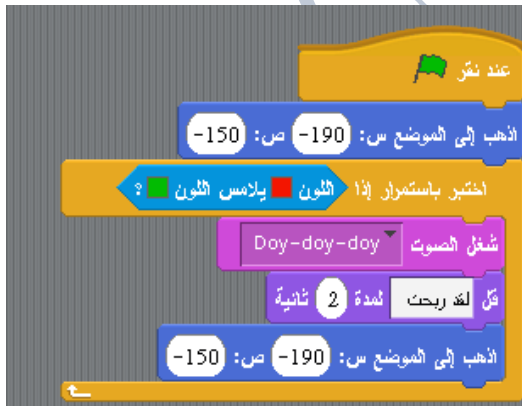 عند نقر
اذهب إلى الموضع س: 190- ص: 150-
اختبر باستمرار إذا اللون يلامس اللون ؟
شغل الصوت Doy-doy-doy
قل لقد ربحت لمدة 2 ثانية
اذهب إلى الموضع س: 190- ص: 150-